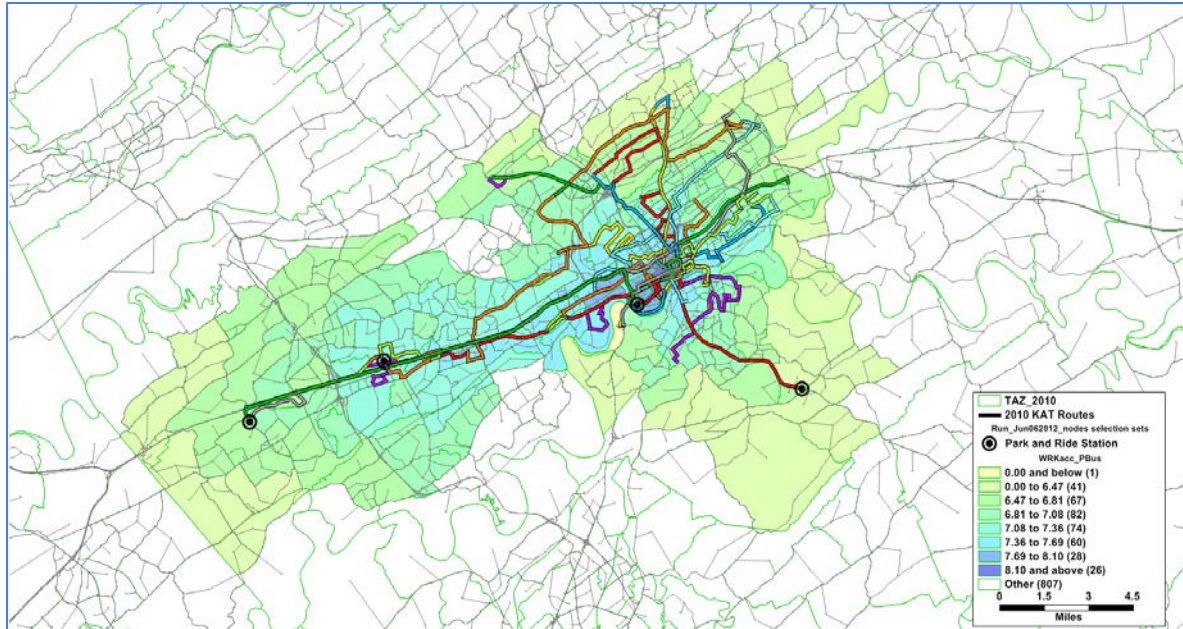 TAZ_2010
2010 KAT Routes
Run_Jun062012_nodes selection sets
Park and Ride Station
WRKacc_PBus
0.00 and below (1)
0.00 to 6.47 (41)
6.47 to 6.81 (67)
6.81 to 7.08 (82)
7.08 to 7.36 (74)
7.36 to 7.69 (60)
7.69 to 8.10 (28)
8.10 and above (26)
Other (807)
0 1.5 3 4.5
Miles